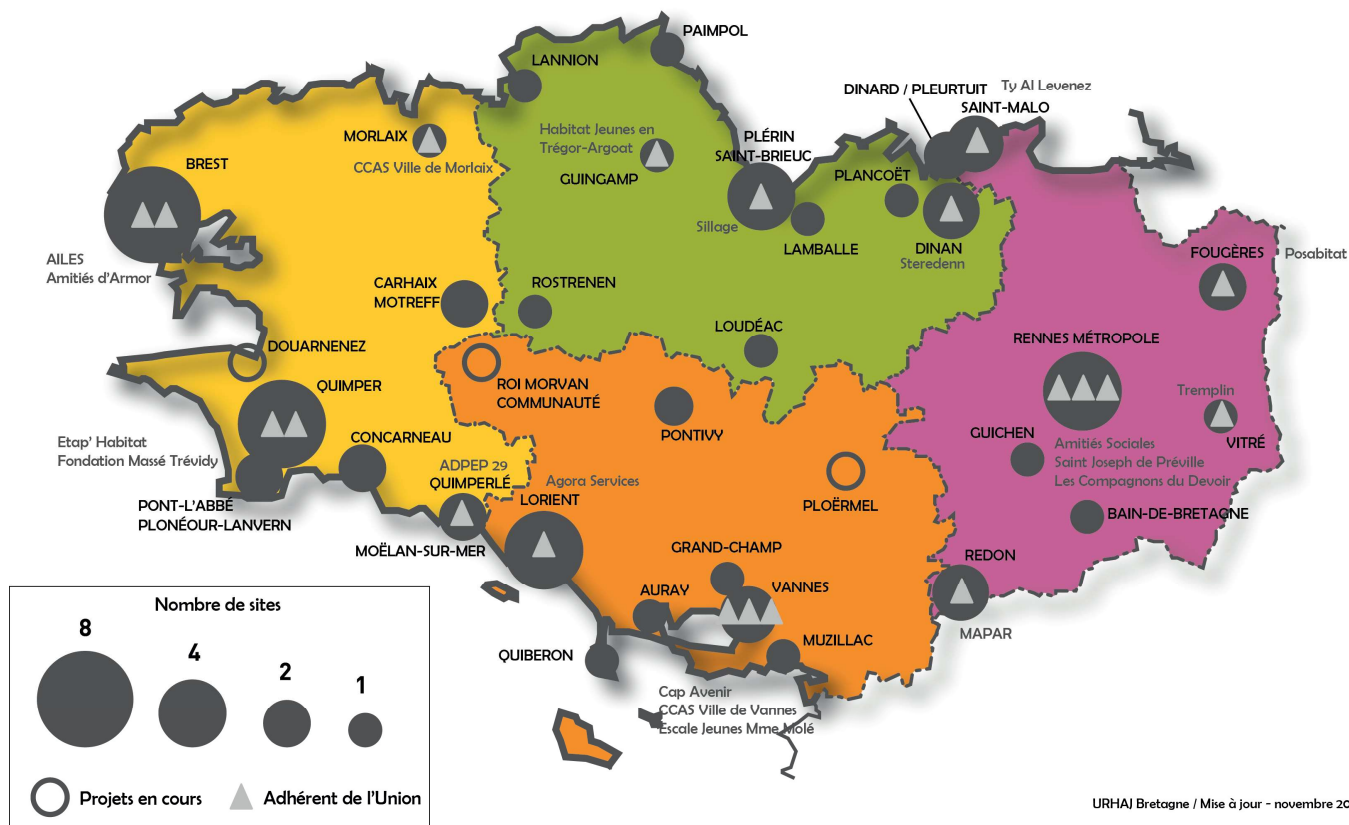 PAIMPOL
LANNION
DINARD / PLEURTUIT
Ty Al Levenez
SAINT-MALO
MORLAIX
CCAS Ville de Morlaix
Habitat Jeunes en
Trégor-Argoat
GUINGAMP
PLÉRIN
SAINT-BRIEUC
Sillage
PLANCOËT
LAMBALLE
DINAN
Steredenn
BREST
AILES
Amitiés d'Armor
FOUGÈRES
Posabitat
CARHAIX
MOTREFF
ROSTRENEN
LOUDÉAC
RENNES MÉTROPOLE
DOUARNENEZ
QUIMPER
ROI MORVAN
COMMUNAUTÉ
PONTIVY
Tremplin
VITRÉ
GUICHEN
Amitiés Sociales
Saint Joseph de Préville
Les Compagnons du Devoir
Etap' Habitat
Fondation Massé Trévidy
CONCARNEAU
ADPEP 29
QUIMPERLÉ
Agora Services
LORIENT
PLOËRMEL
BAIN-DE-BRETAGNE
PONT-L'ABBÉ
PLONÉOUR-LANVERN
MOËLAN-SUR-MER
GRAND-CHAMP
VANNES
AURAY
REDON
MAPAR
QUIBERON
MUZILLAC
Cap Avenir
CCAS Ville de Vannes
Escale Jeunes Mme Molé
Nombre de sites
8 4 2 1
Projets en cours Adhérent de l'Union
URHAJ Bretagne / Mise à jour - novembre 20